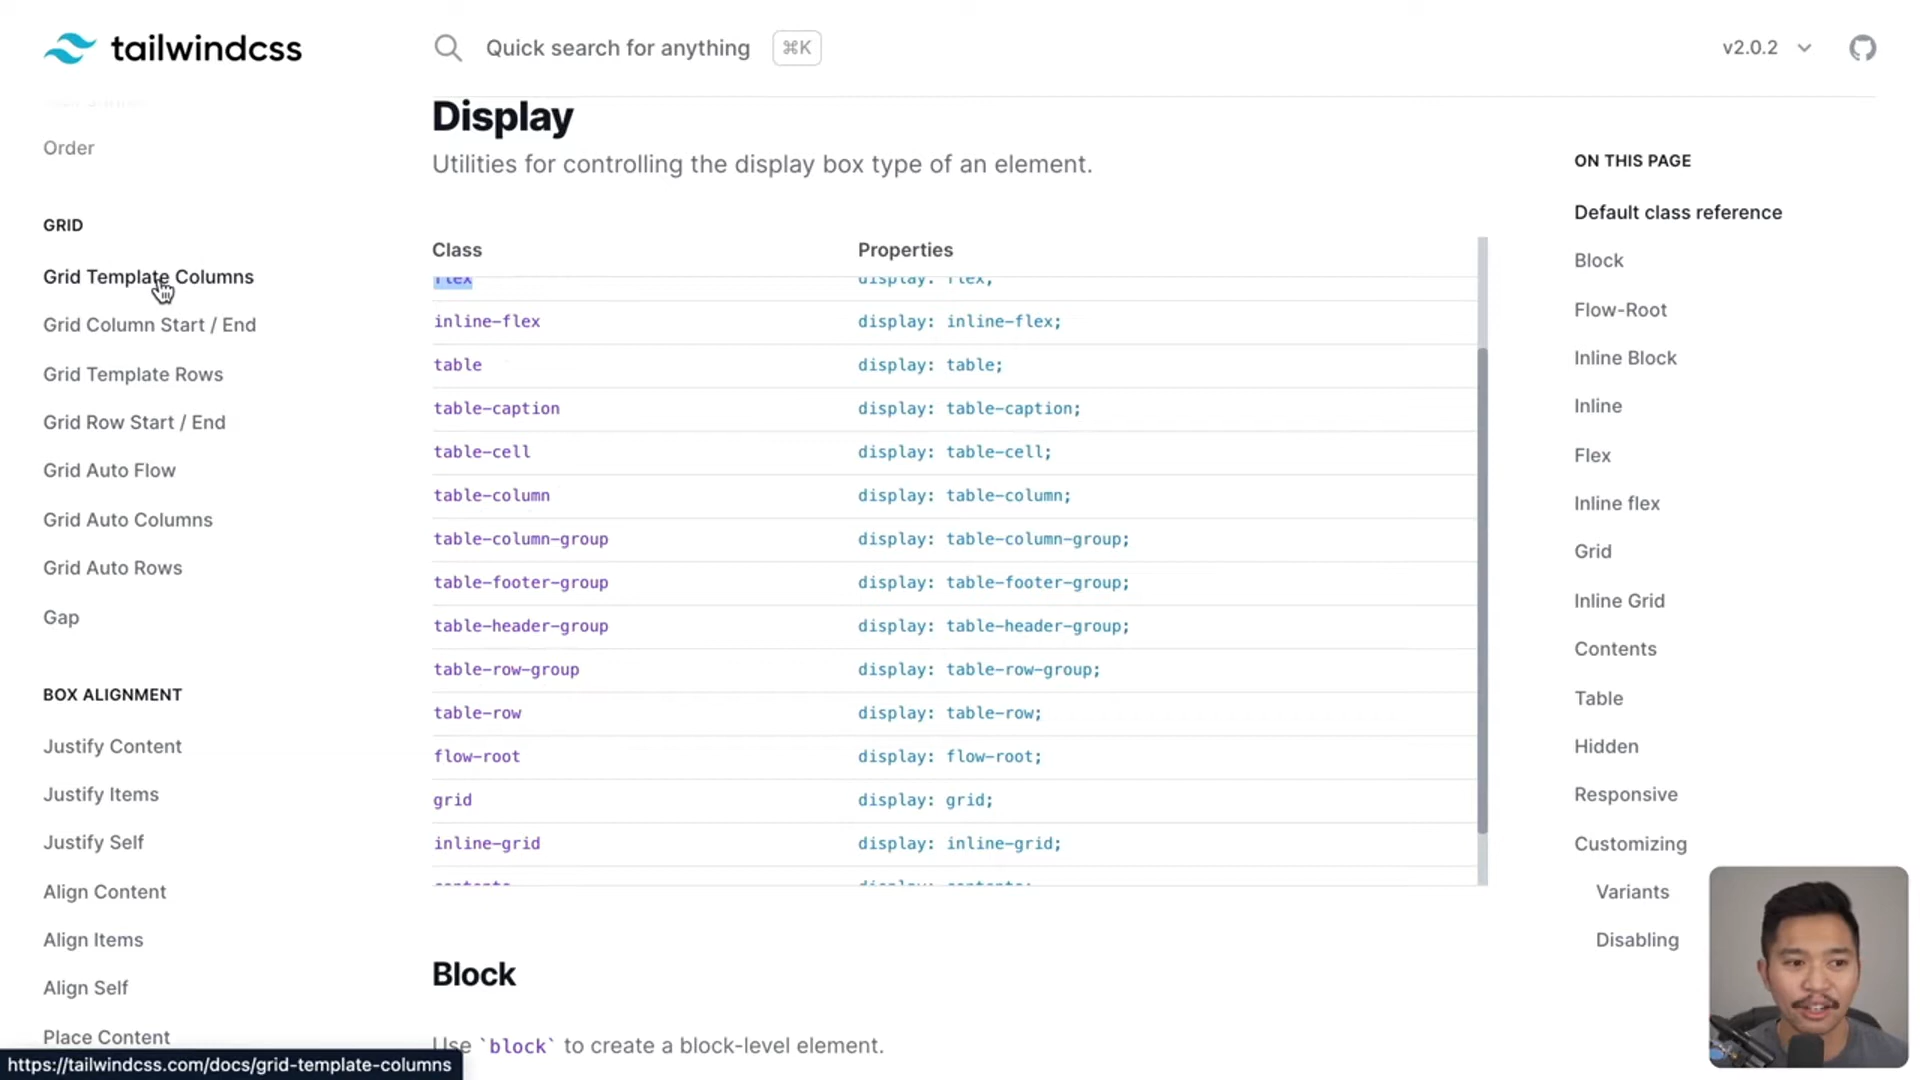 tailwindcss
Quick search for anything ⌘K
v2.0.2
Order
GRID
Grid Template Columns
Grid Column Start / End
Grid Template Rows
Grid Row Start / End
Grid Auto Flow
Grid Auto Columns
Grid Auto Rows
Gap
BOX ALIGNMENT
Justify Content
Justify Items
Justify Self
Align Content
Align Items
Align Self
Place Content
https://tailwindcss.com/docs/grid-template-columns
Display
Utilities for controlling the display box type of an element.
Class Properties
flex display: flex;
inline-flex display: inline-flex;
table display: table;
table-caption display: table-caption;
table-cell display: table-cell;
table-column display: table-column;
table-column-group display: table-column-group;
table-footer-group display: table-footer-group;
table-header-group display: table-header-group;
table-row-group display: table-row-group;
table-row display: table-row;
flow-root display: flow-root;
grid display: grid;
inline-grid display: inline-grid;
contents display: contents;
Block
Use `block` to create a block-level element.
ON THIS PAGE
Default class reference
Block
Flow-Root
Inline Block
Inline
Flex
Inline flex
Grid
Inline Grid
Contents
Table
Hidden
Responsive
Customizing
Variants
Disabling